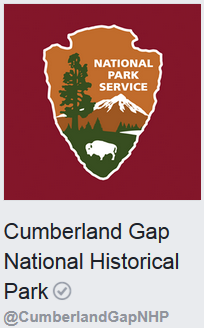 NATIONAL
PARK
SERVICE
Cumberland Gap
National Historical
Park
@CumberlandGapNHP